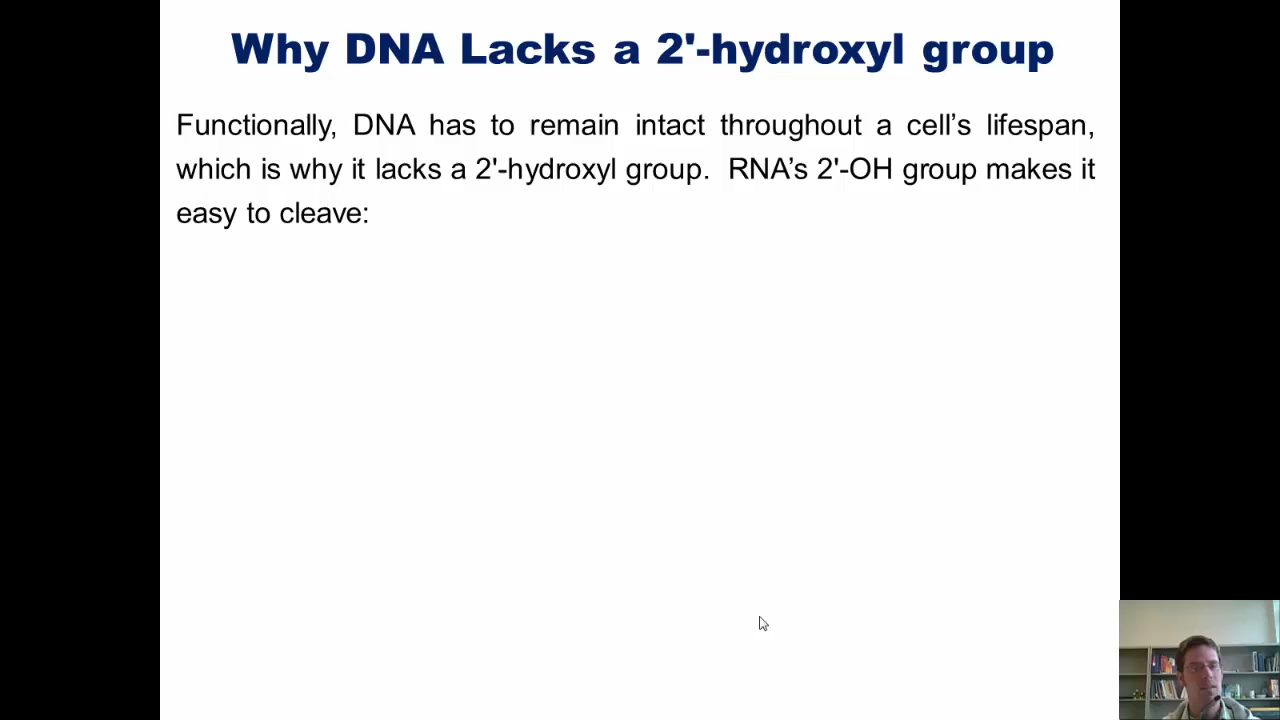 Why DNA Lacks a 2'-hydroxyl group
Functionally, DNA has to remain intact throughout a cell’s lifespan,
which is why it lacks a 2'-hydroxyl group.  RNA’s 2'-OH group makes it
easy to cleave: